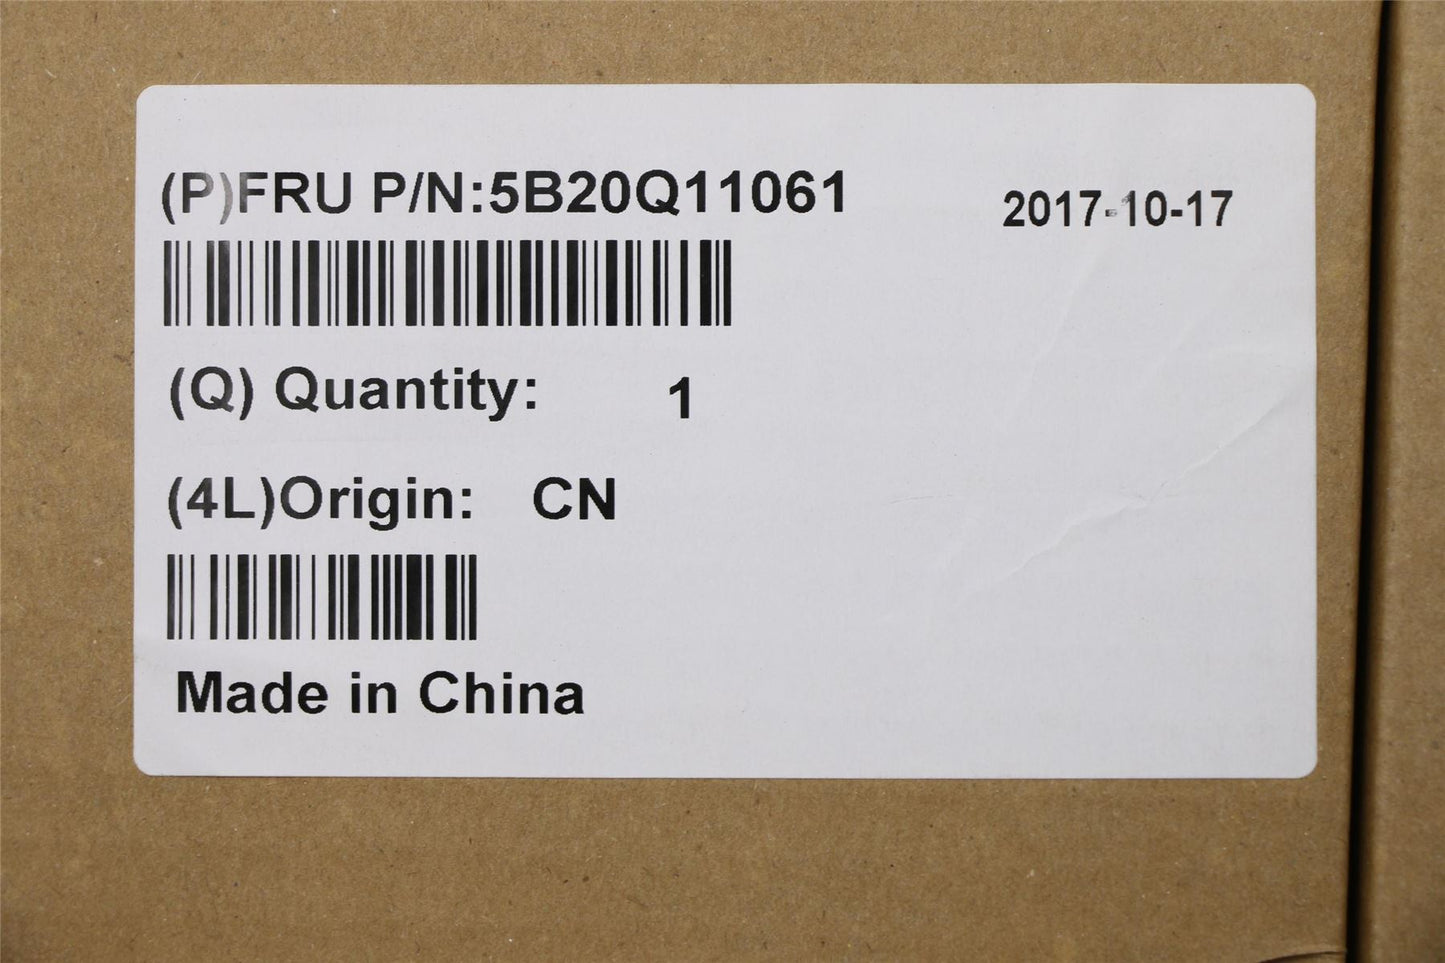 (P)FRU P/N:5B20Q11061
2017-10-17
(Q) Quantity: 1
(4L)Origin: CN
Made in China